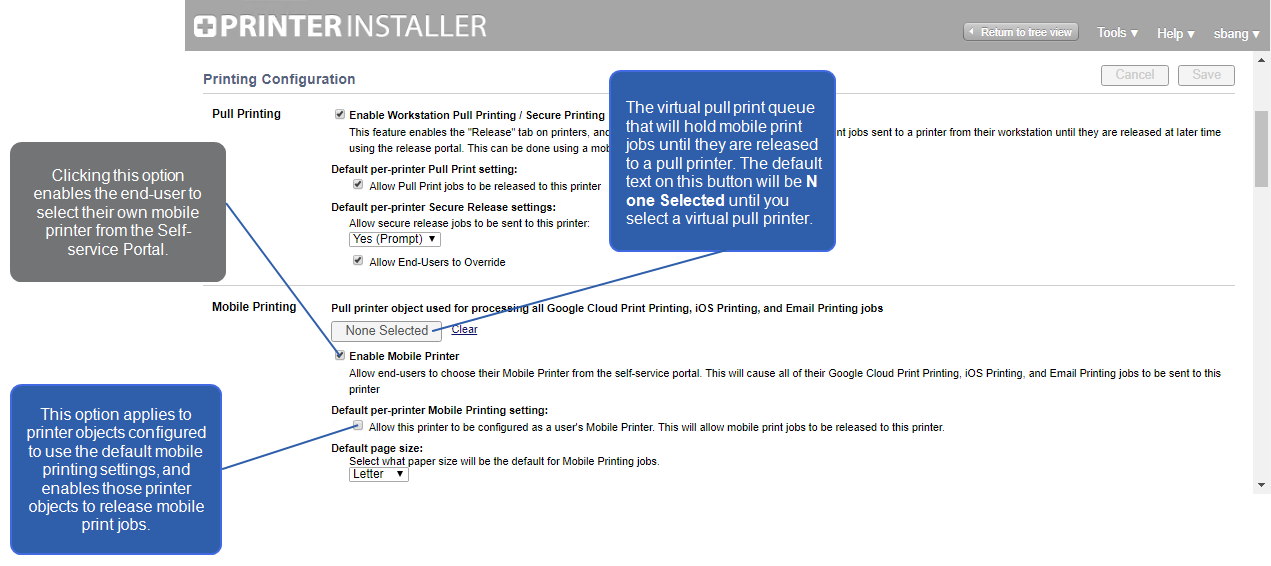 PRINTER INSTALLER
Return to tree view
Tools ▼
Help ▼
sbang ▼
Printing Configuration
Cancel
Save
Pull Printing
Enable Workstation Pull Printing / Secure Printing
This feature enables the "Release" tab on printers, and
nt jobs sent to a printer from their workstation until they are released at later time
using the release portal. This can be done using a mob
Default per-printer Pull Print setting:
Allow Pull Print jobs to be released to this printer
Default per-printer Secure Release settings:
Allow secure release jobs to be sent to this printer:
Yes (Prompt) ▼
Allow End-Users to Override
The virtual pull print queue
that will hold mobile print
jobs until they are released
to a pull printer. The default
text on this button will be N
one Selected until you
select a virtual pull printer.
Clicking this option
enables the end-user to
select their own mobile
printer from the Self-
service Portal.
Mobile Printing
Pull printer object used for processing all Google Cloud Print Printing, iOS Printing, and Email Printing jobs
None Selected
Clear
Enable Mobile Printer
Allow end-users to choose their Mobile Printer from the self-service portal. This will cause all of their Google Cloud Print Printing, iOS Printing, and Email Printing jobs to be sent to this
printer
Default per-printer Mobile Printing setting:
Allow this printer to be configured as a user's Mobile Printer. This will allow mobile print jobs to be released to this printer.
Default page size:
Select what paper size will be the default for Mobile Printing jobs.
Letter ▼
This option applies to
printer objects configured
to use the default mobile
printing settings, and
enables those printer
objects to release mobile
print jobs.